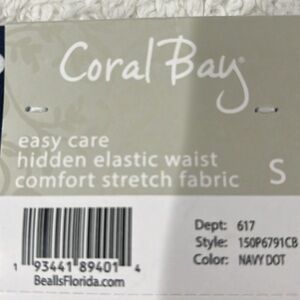 Coral Bay
easy care
hidden elastic waist
comfort stretch fabric
S
Dept: 617
Style: 150P6791CB
Color: NAVY DOT
1 93441 89401 4
BeallsFlorida.com